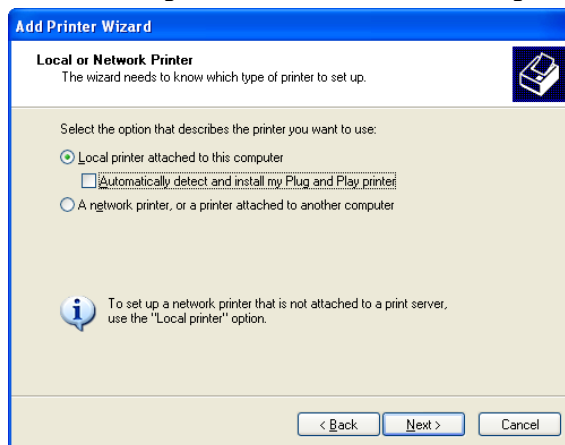 Add Printer Wizard
Local or Network Printer
The wizard needs to know which type of printer to set up.
Select the option that describes the printer you want to use:
Local printer attached to this computer
Automatically detect and install my Plug and Play printer
A network printer, or a printer attached to another computer
To set up a network printer that is not attached to a print server,
use the "Local printer" option.
< Back Next > Cancel